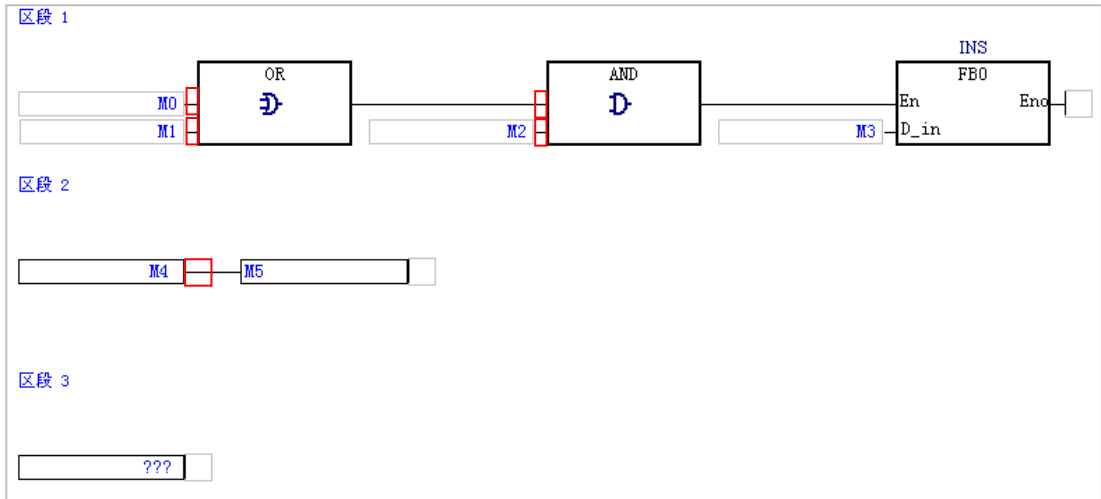 区段 1
INS
OR AND FB0
M0 En Eno
M1 M2 M3 D_in
区段 2
M4 M5
区段 3
???